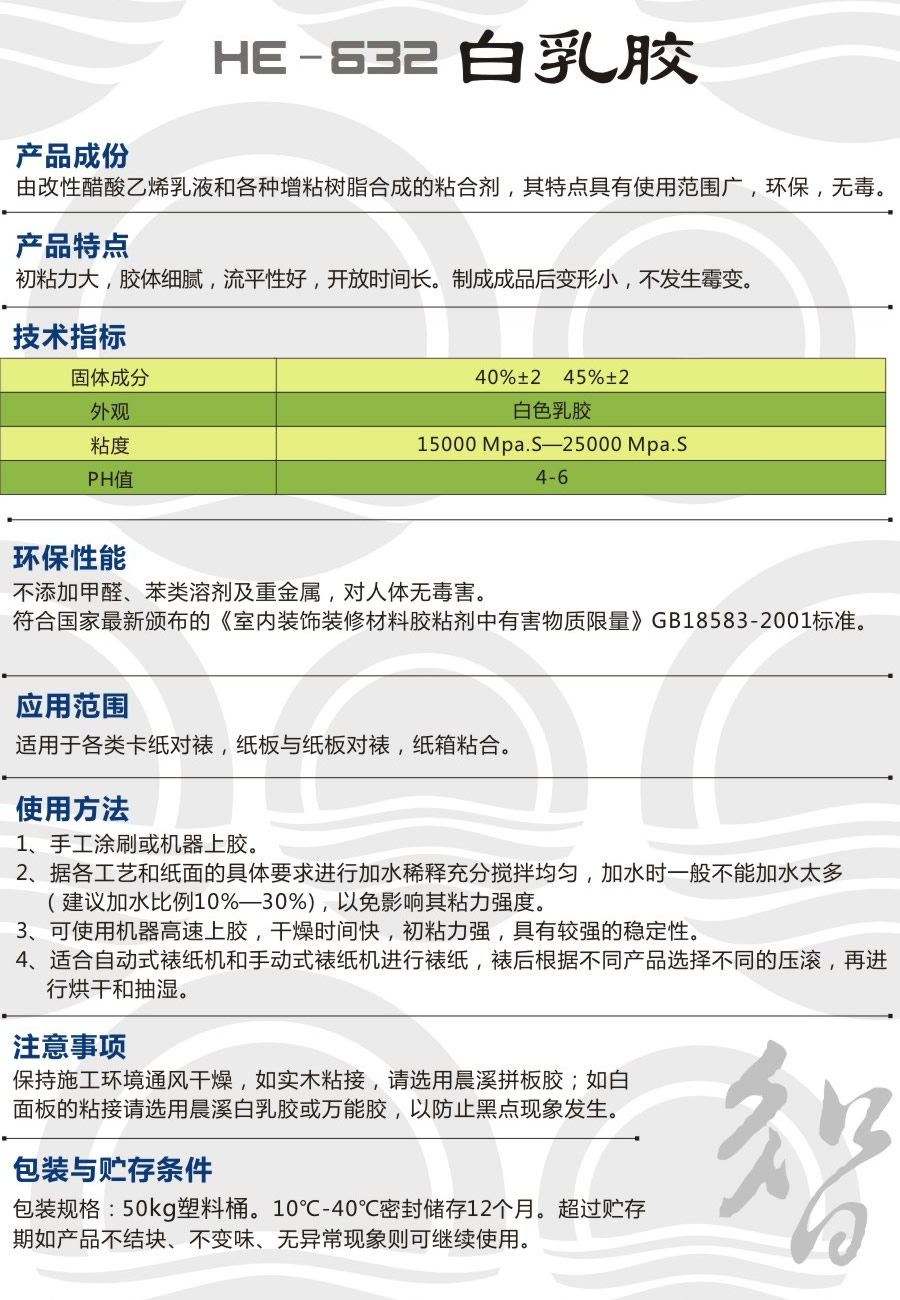 HE-632 白乳胶
产品成份
由改性醋酸乙烯乳液和各种增粘树脂合成的粘合剂，其特点具有使用范围广，环保，无毒。
产品特点
初粘力大，胶体细腻，流平性好，开放时间长。制成成品后变形小，不发生霉变。
技术指标
固体成分 40%±2 45%±2
外观 白色乳胶
粘度 15000 Mpa.S—25000 Mpa.S
PH值 4-6
环保性能
不添加甲醛、苯类溶剂及重金属，对人体无毒害。
符合国家最新颁布的《室内装饰装修材料胶粘剂中有害物质限量》GB18583-2001标准。
应用范围
适用于各类卡纸对裱，纸板与纸板对裱，纸箱粘合。
使用方法
1、手工涂刷或机器上胶。
2、据各工艺和纸面的具体要求进行加水稀释充分搅拌均匀，加水时一般不能加水太多
(建议加水比例10%—30%)，以免影响其粘力强度。
3、可使用机器高速上胶，干燥时间快，初粘力强，具有较强的稳定性。
4、适合自动式裱纸机和手动式裱纸机进行裱纸，裱后根据不同产品选择不同的压滚，再进
行烘干和抽湿。
注意事项
保持施工环境通风干燥，如实木粘接，请选用晨溪拼板胶；如白
面板的粘接请选用晨溪白乳胶或万能胶，以防止黑点现象发生。
包装与贮存条件
包装规格：50kg塑料桶。10℃-40℃密封储存12个月。超过贮存
期如产品不结块、不变味、无异常现象则可继续使用。
智